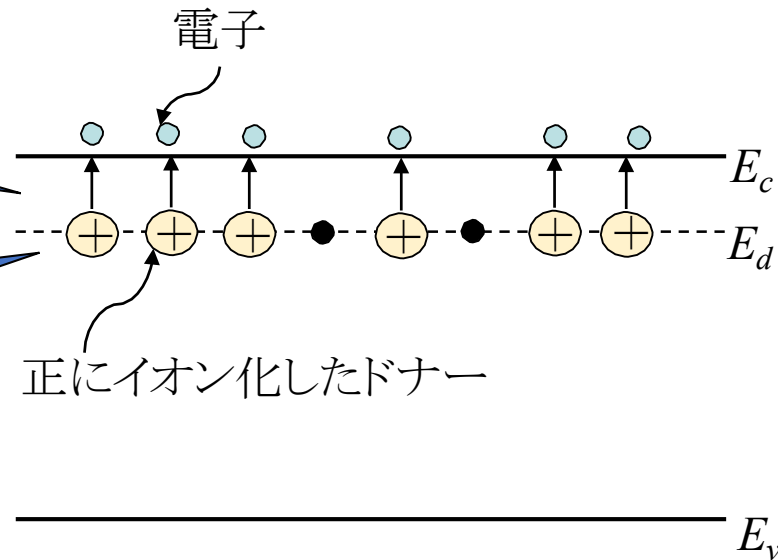 電子
E_c
+ + + + + +
E_d
正にイオン化したドナー
E_v